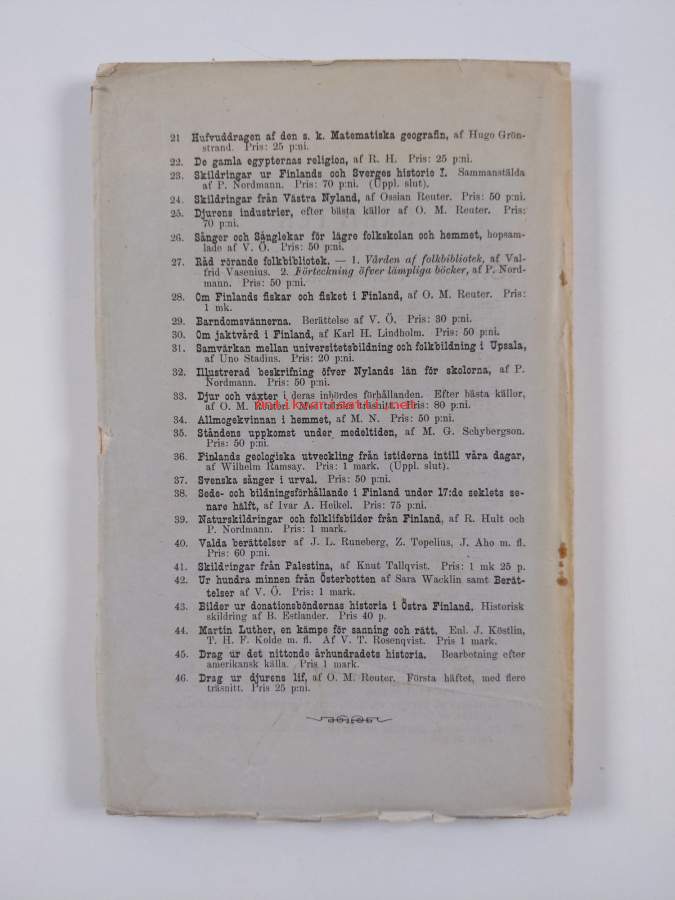 21 Hufvuddragen af den s. k. Matematiska geografin, af Hugo Grön-
strand. Pris: 25 p:ni.
22. De gamla egypternas religion, af R. H. Pris: 25 p:ni.
23. Skildringar ur Finlands och Sverges historie I. Sammanstälda
af P. Nordmann. Pris: 70 p:ni. (Uppl. slut).
24. Skildringar från Västra Nyland, af Ossian Reuter. Pris: 50 p:ni.
25. Djurens industrier, efter bästa källor af O. M. Reuter. Pris:
70 p:ni.
26. Sånger och Sånglekar för lägre folkskolan och hemmet, hopsam-
lade af V. Ö. Pris: 50 p:ni.
27. Råd rörande folkbibliotek. — 1. Vården af folkbibliotek, af Val-
frid Vasenius. 2. Förteckning öfver lämpliga böcker, af P. Nord-
mann. Pris: 50 p:ni.
28. Om Finlands fiskar och fisket i Finland, af O. M. Reuter. Pris:
1 mk.
29. Barndomsvännerna. Berättelse af V. Ö. Pris: 30 p:ni.
30. Om jaktvård i Finland, af Karl H. Lindholm. Pris: 50 p:ni.
31. Samvärkan mellan universitetsbildning och folkbildning i Upsala,
af Uno Stadius. Pris: 20 p:ni.
32. Illustrerad beskrifning öfver Nylands län för skolorna, af P.
Nordmann. Pris: 50 p:ni.
33. Djur och växter i deras inbördes förhållanden. Efter bästa källor,
af O. M. Med talrika träsnitt. Pris: 80 p:ni.
antikvariaatti.net
34. Allmogekvinnan i hemmet, af M. N. Pris: 50 p:ni.
35. Ståndens uppkomst under medeltiden, af M. G. Schybergson.
Pris: 50 p:ni.
36. Finlands geologiska utveckling från istiderna intill våra dagar,
af Wilhelm Ramsay. Pris: 1 mark. (Uppl. slut).
37. Svenska sånger i urval. Pris: 50 p:ni.
38. Sede- och bildningsförhållande i Finland under 17:de seklets se-
nare hälft, af Ivar A. Heikel. Pris: 75 p:ni.
39. Naturskildringar och folklifsbilder från Finland, af R. Hult och
P. Nordmann. Pris: 1 mark.
40. Valda berättelser af J. L. Runeberg, Z. Topelius, J. Aho m. fl.
Pris: 60 p:ni.
41. Skildringar från Palestina, af Knut Tallqvist. Pris: 1 mk 25 p.
42. Ur hundra minnen från Österbotten af Sara Wacklin samt Berät-
telser af V. Ö. Pris: 1 mark.
43. Bilder ur donationsböndernas historia i Östra Finland. Historisk
skildring af B. Estlander. Pris 40 p.
44. Martin Luther, en kämpe för sanning och rätt. Enl. J. Köstlin,
T. H. F. Kolde m. fl. Af V. T. Rosenqvist. Pris 1 mark.
45. Drag ur det nittonde århundradets historia. Bearbetning efter
amerikansk källa. Pris 1 mark.
46. Drag ur djurens lif, af O. M. Reuter. Första häftet, med flere
träsnitt. Pris 25 p:ni.